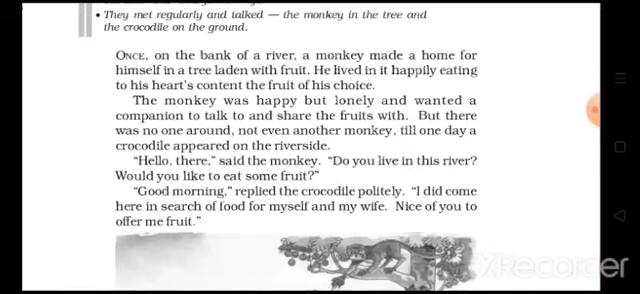 • They met regularly and talked — the monkey in the tree and
the crocodile on the ground.
ONCE, on the bank of a river, a monkey made a home for
himself in a tree laden with fruit. He lived in it happily eating
to his heart's content the fruit of his choice.
The monkey was happy but lonely and wanted a
companion to talk to and share the fruits with. But there
was no one around, not even another monkey, till one day a
crocodile appeared on the riverside.
"Hello, there," said the monkey. "Do you live in this river?
Would you like to eat some fruit?"
"Good morning," replied the crocodile politely. "I did come
here in search of food for myself and my wife. Nice of you to
offer me fruit."
XRecorder